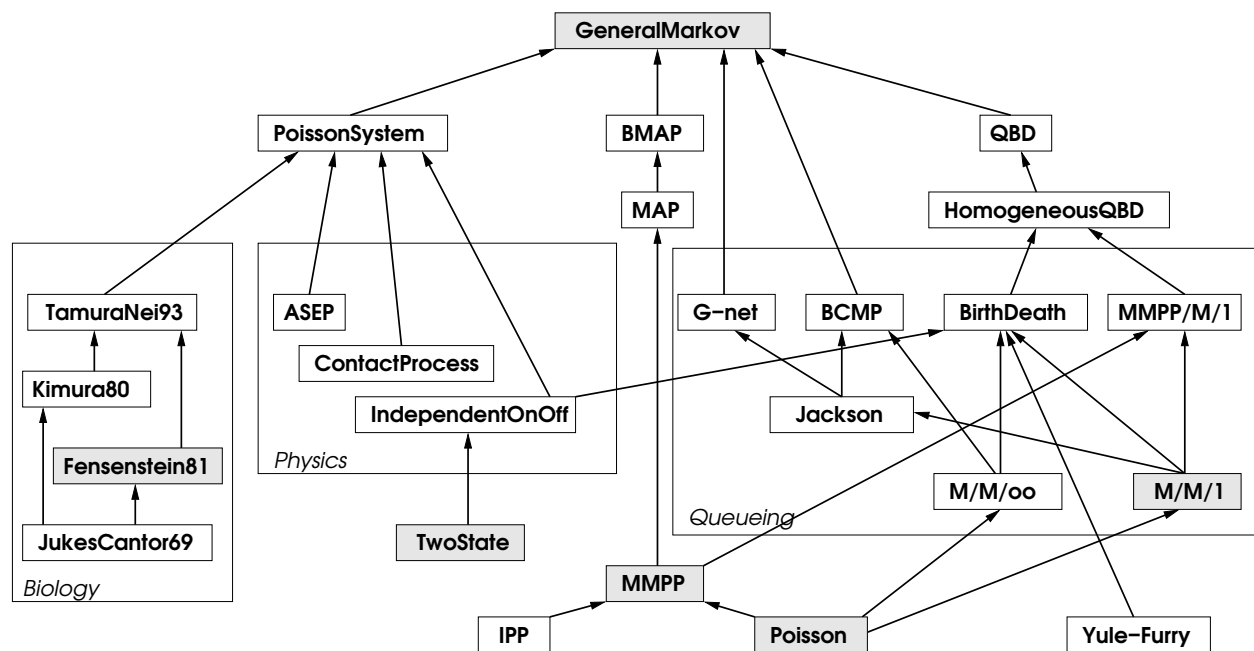 GeneralMarkov
PoissonSystem
BMAP
QBD
MAP
HomogeneousQBD
TamuraNei93
ASEP
G−net
BCMP
BirthDeath
MMPP/M/1
ContactProcess
Kimura80
IndependentOnOff
Jackson
Fensenstein81
Physics
M/M/oo
M/M/1
Queueing
JukesCantor69
TwoState
Biology
MMPP
IPP
Poisson
Yule−Furry